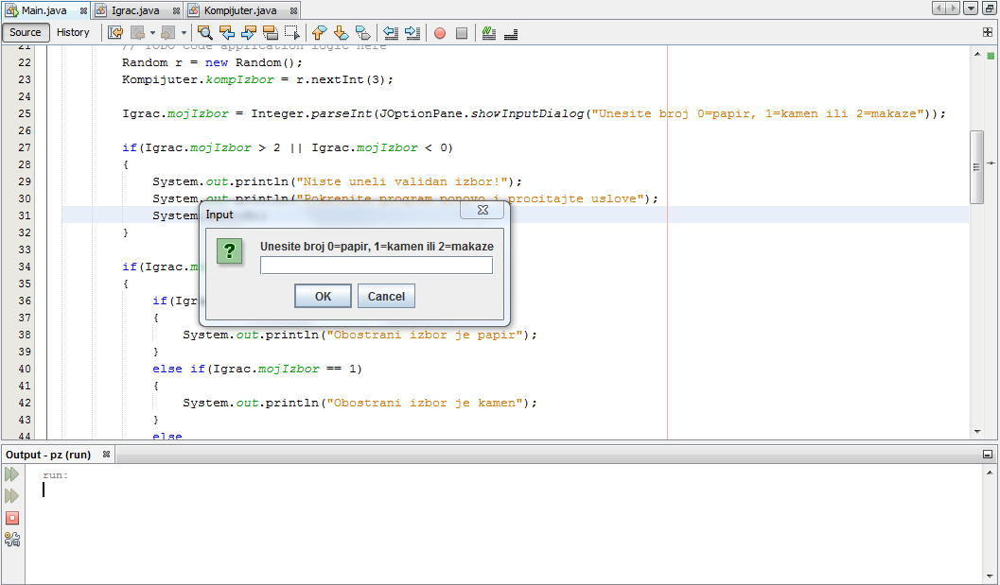 Main.java Igrac.java Kompijuter.java
Source History
21 // TODO code application logic here
22 Random r = new Random();
23 Kompijuter.kompIzbor = r.nextInt(3);
24
25 Igrac.mojIzbor = Integer.parseInt(JOptionPane.showInputDialog("Unesite broj 0=papir, 1=kamen ili 2=makaze"));
26
27 if(Igrac.mojIzbor > 2 || Igrac.mojIzbor < 0)
28 {
29 System.out.println("Niste uneli validan izbor!");
30 System.out.println("Pokrenite program ponovo i procitajte uslove");
31 System.
32 }
33
34 if(Igrac.m
35 {
36 if(Igr
37 {
38 System.out.println("Obostrani izbor je papir");
39 }
40 else if(Igrac.mojIzbor == 1)
41 {
42 System.out.println("Obostrani izbor je kamen");
43 }
44 else
Input
Unesite broj 0=papir, 1=kamen ili 2=makaze
OK Cancel
Output - pz (run)
run: